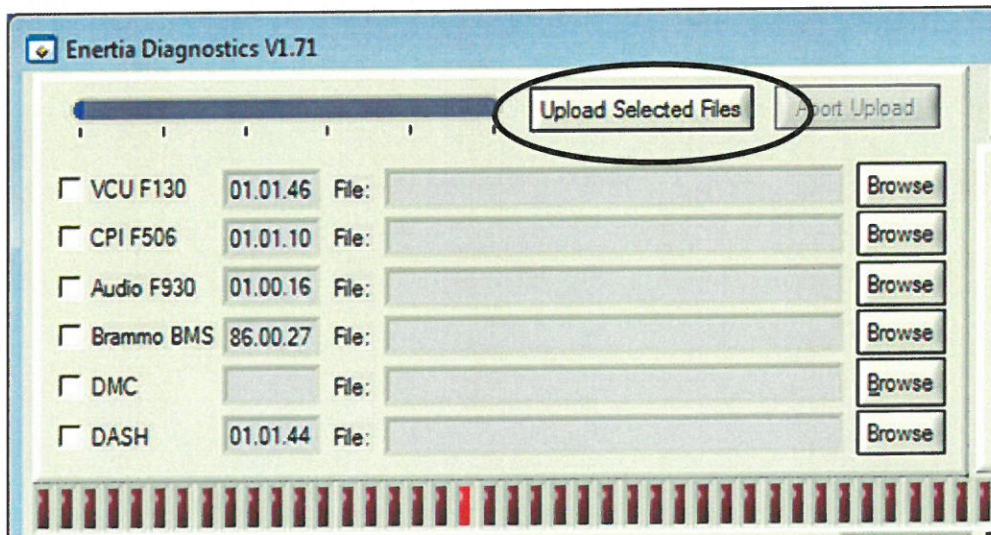 Enertia Diagnostics V1.71
Upload Selected Files Abort Upload
VCU F130 01.01.46 File: Browse
CPI F506 01.01.10 File: Browse
Audio F930 01.00.16 File: Browse
Brammo BMS 86.00.27 File: Browse
DMC File: Browse
DASH 01.01.44 File: Browse